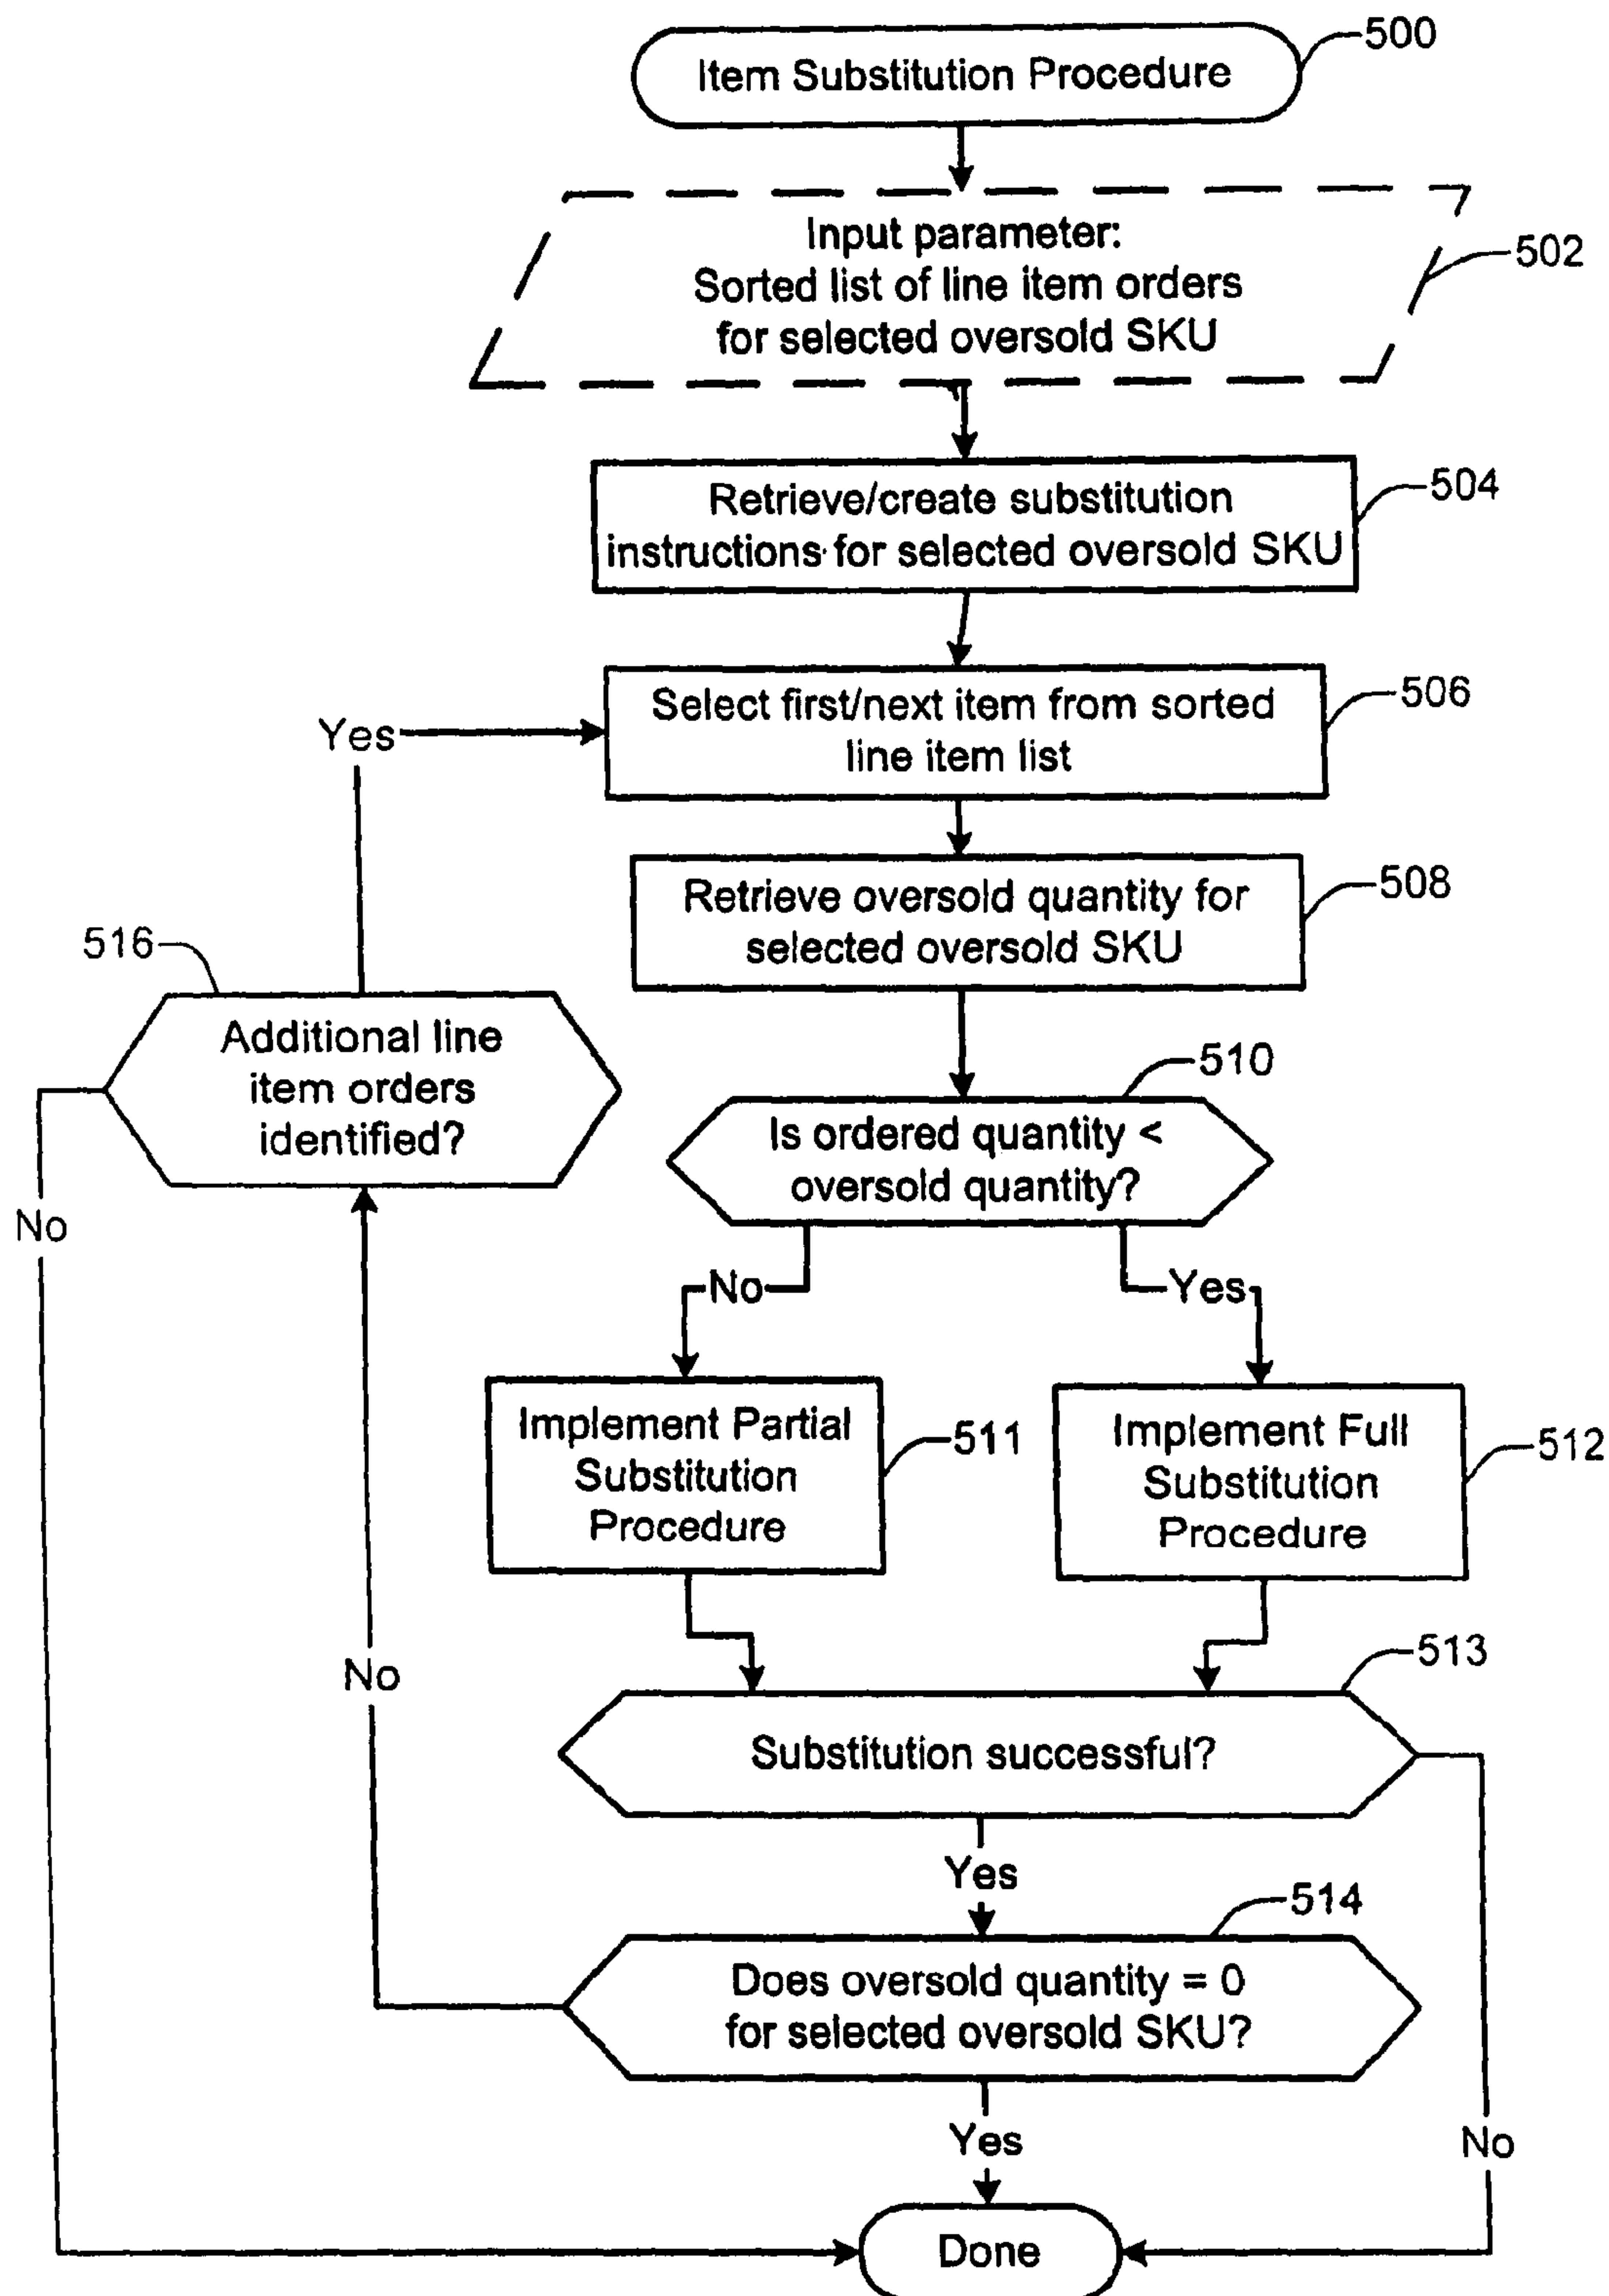 500
Item Substitution Procedure
Input parameter:
Sorted list of line item orders
for selected oversold SKU
502
Retrieve/create substitution
instructions for selected oversold SKU
504
Select first/next item from sorted
line item list
506
Yes
Retrieve oversold quantity for
selected oversold SKU
508
516
Additional line
item orders
identified?
No
510
Is ordered quantity <
oversold quantity?
No
Yes
Implement Partial
Substitution
Procedure
511
Implement Full
Substitution
Procedure
512
513
Substitution successful?
No
Yes
514
Does oversold quantity = 0
for selected oversold SKU?
Yes
No
Done